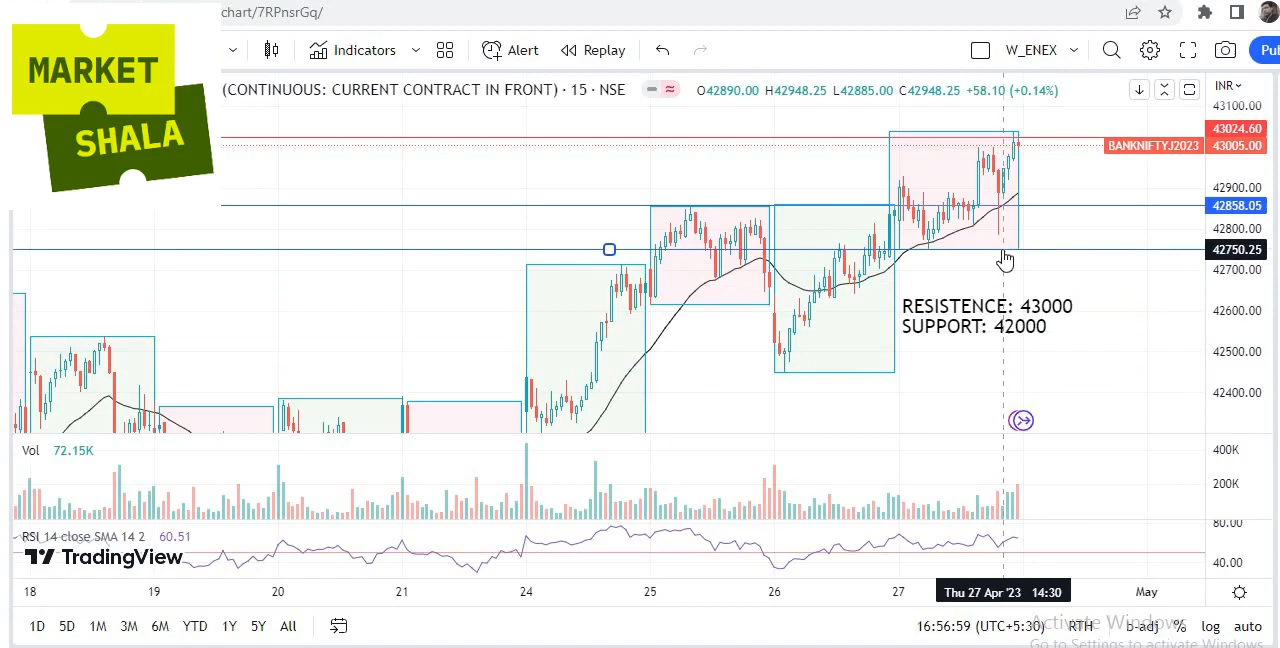 chart/7RPnsrGq/
MARKET
SHALA
Indicators
Alert
Replay
W_ENEX
Pu
(CONTINUOUS: CURRENT CONTRACT IN FRONT) · 15 · NSE
O42890.00 H42948.25 L42885.00 C42948.25 +58.10 (+0.14%)
INR
43100.00
43024.60
BANKNIFTYJ2023 43005.00
42900.00
42858.05
42800.00
42750.25
42700.00
RESISTENCE: 43000
SUPPORT: 42000
42600.00
42500.00
42400.00
Vol 72.15K
400K
200K
80.00
RSI 14 close SMA 14 2 60.51
TradingView
40.00
18 19 20 21 24 25 26 27 Thu 27 Apr '23 14:30 May
1D 5D 1M 3M 6M YTD 1Y 5Y All
16:56:59 (UTC+5:30) RTH b-adj % log auto
Activate Windows
Go to Settings to activate Windows.